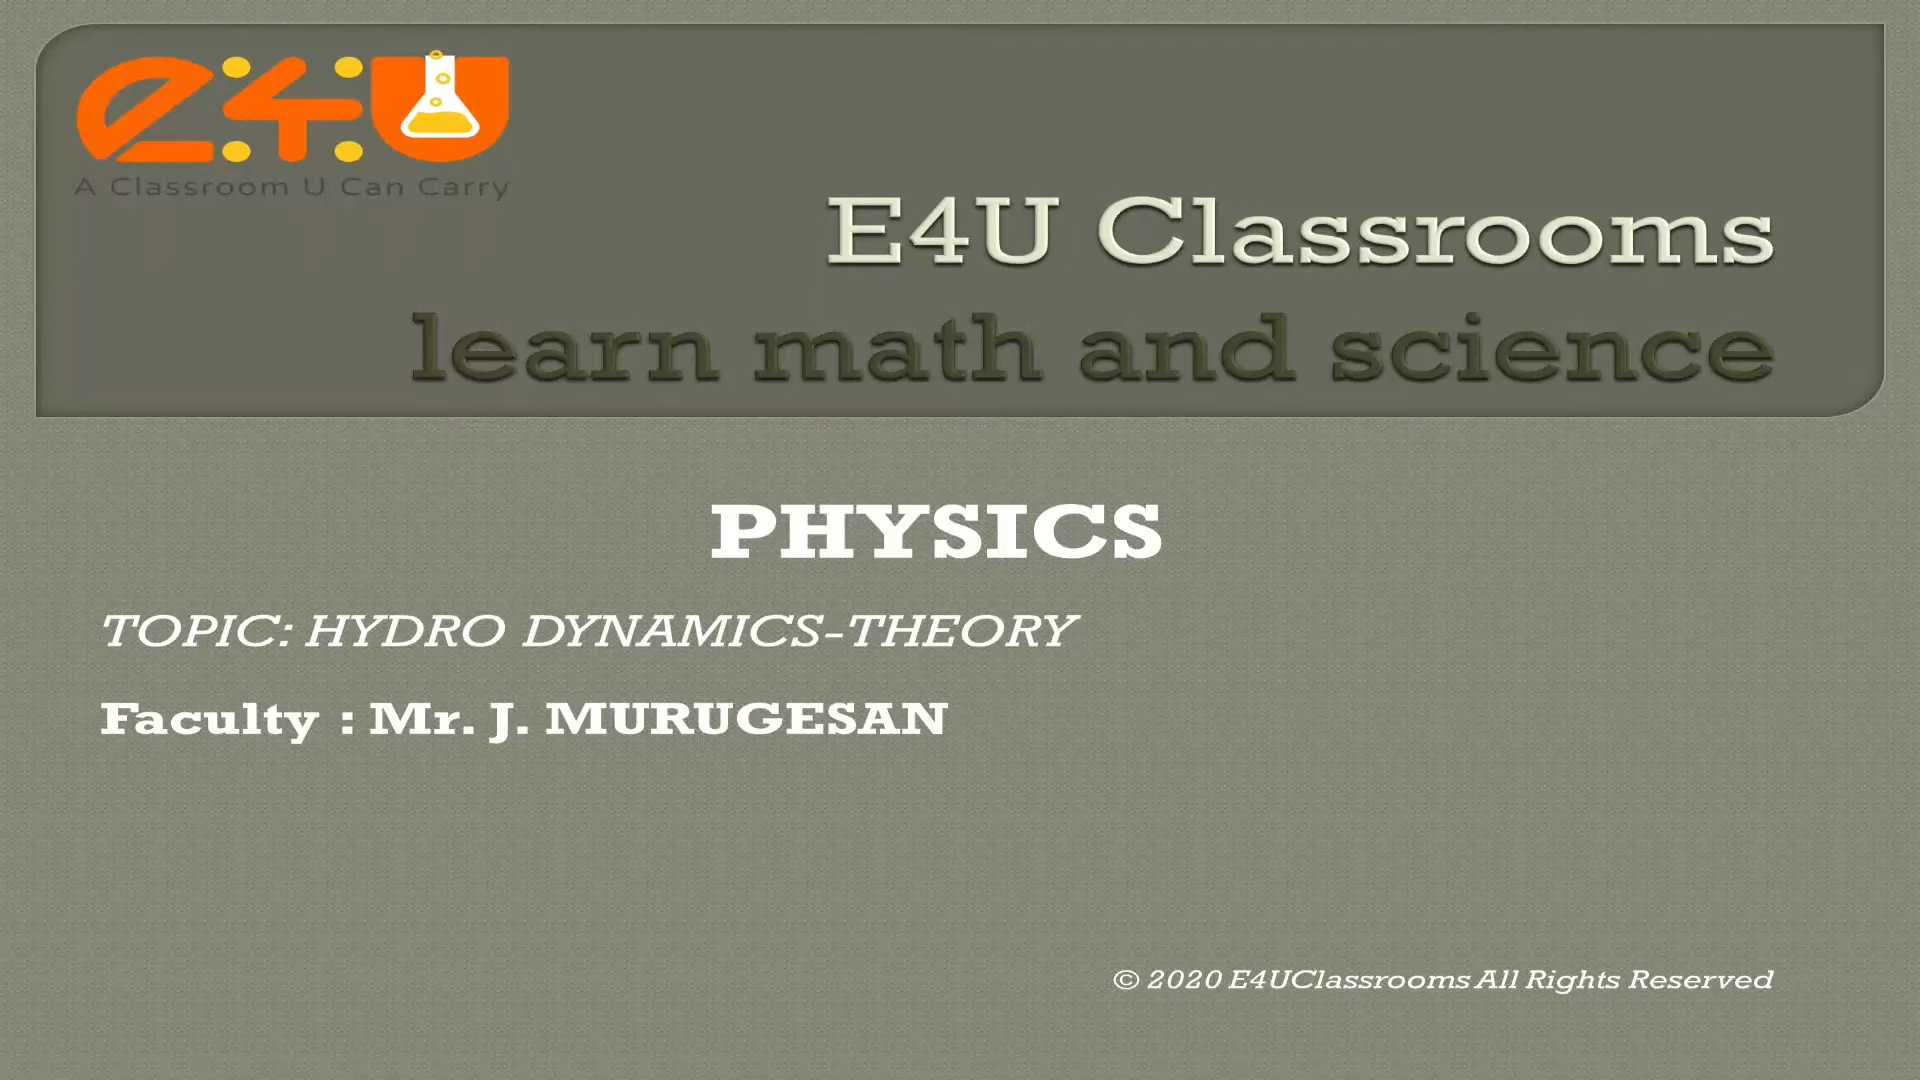 e4U
A Classroom U Can Carry
E4U Classrooms
learn math and science
PHYSICS
TOPIC: HYDRO DYNAMICS-THEORY
Faculty : Mr. J. MURUGESAN
© 2020 E4UClassrooms All Rights Reserved